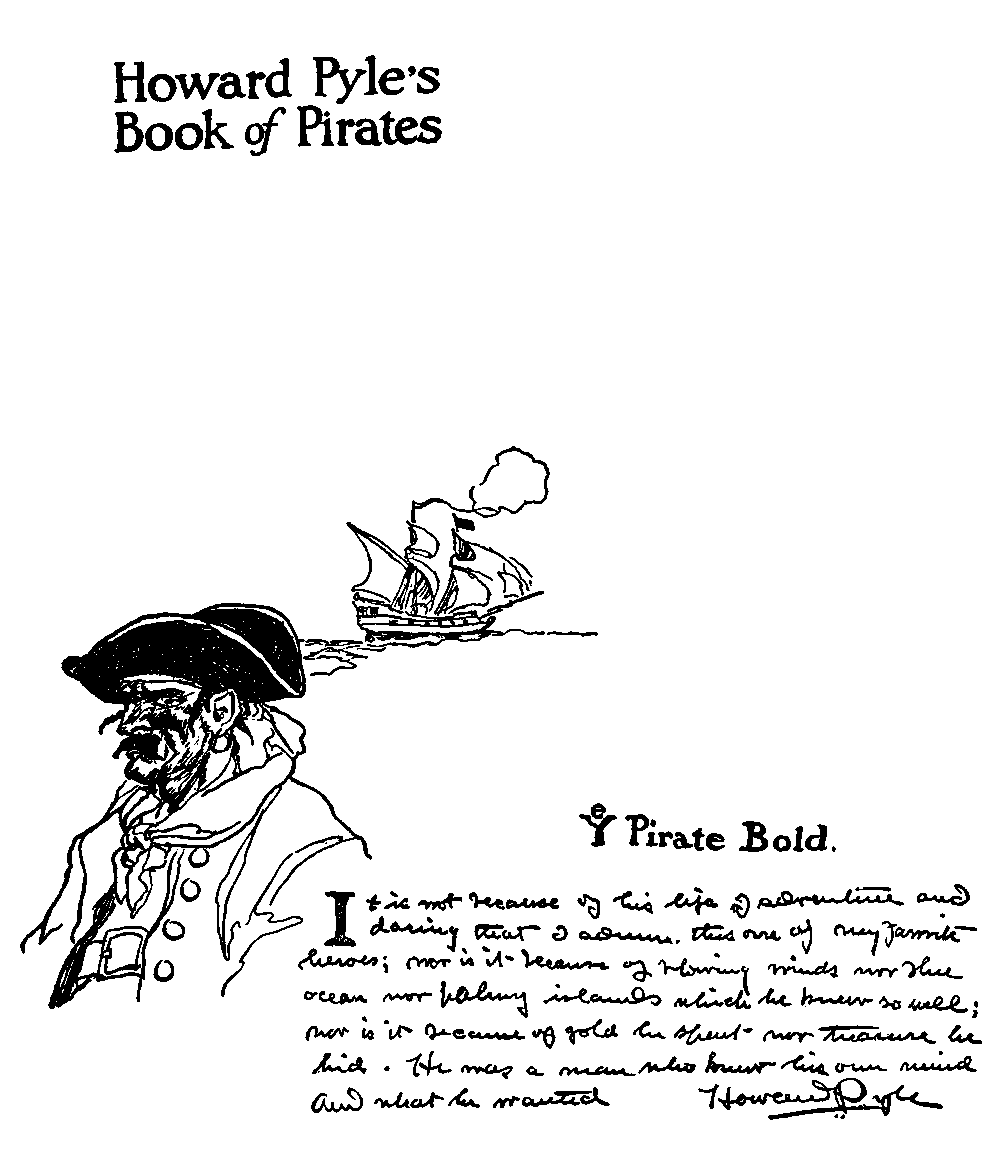 Howard Pyle's
Book of Pirates
Ye Pirate Bold.
It is not because of his life of adventure and
daring that I admire this one of my favorite
heroes; nor is it because of blowing winds nor blue
ocean nor balmy islands which he knew so well;
nor is it because of gold he spent nor treasure he
hid. He was a man who knew his own mind
and what he wanted
Howard Pyle